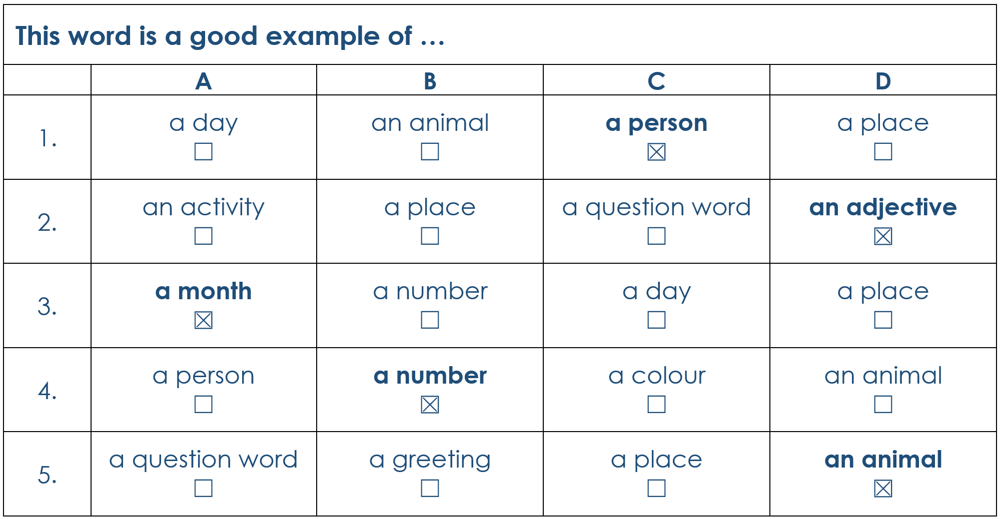 This word is a good example of …
A B C D
1. a day ☐ an animal ☐ a person ☒ a place ☐
2. an activity ☐ a place ☐ a question word ☐ an adjective ☒
3. a month ☒ a number ☐ a day ☐ a place ☐
4. a person ☐ a number ☒ a colour ☐ an animal ☐
5. a question word ☐ a greeting ☐ a place ☐ an animal ☒